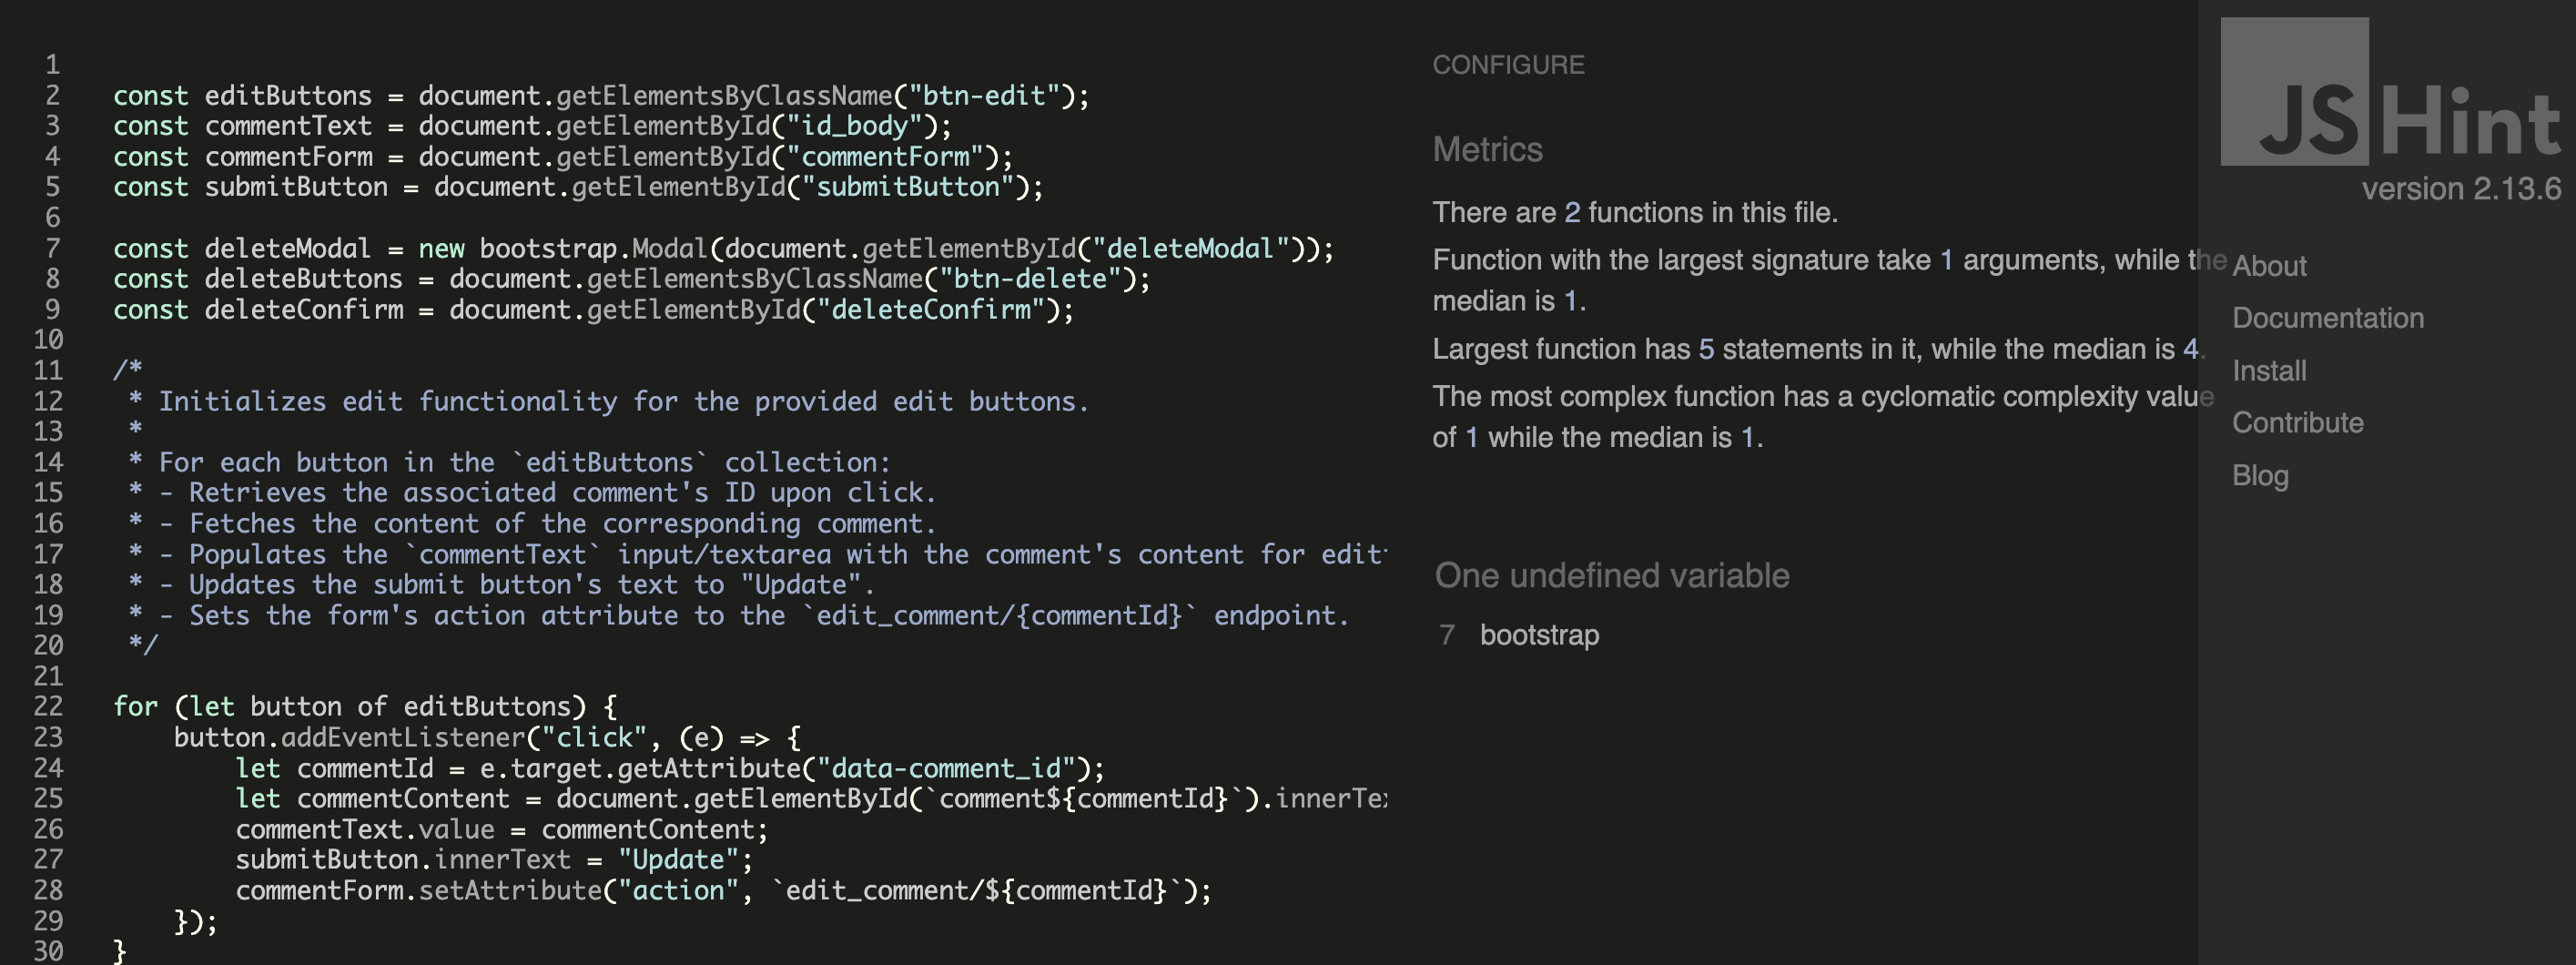 1
2 const editButtons = document.getElementsByClassName("btn-edit");
3 const commentText = document.getElementById("id_body");
4 const commentForm = document.getElementById("commentForm");
5 const submitButton = document.getElementById("submitButton");
6
7 const deleteModal = new bootstrap.Modal(document.getElementById("deleteModal"));
8 const deleteButtons = document.getElementsByClassName("btn-delete");
9 const deleteConfirm = document.getElementById("deleteConfirm");
10
11 /*
12  * Initializes edit functionality for the provided edit buttons.
13  *
14  * For each button in the `editButtons` collection:
15  * - Retrieves the associated comment's ID upon click.
16  * - Fetches the content of the corresponding comment.
17  * - Populates the `commentText` input/textarea with the comment's content for edit
18  * - Updates the submit button's text to "Update".
19  * - Sets the form's action attribute to the `edit_comment/{commentId}` endpoint.
20  */
21
22 for (let button of editButtons) {
23     button.addEventListener("click", (e) => {
24         let commentId = e.target.getAttribute("data-comment_id");
25         let commentContent = document.getElementById(`comment${commentId}`).innerTe
26         commentText.value = commentContent;
27         submitButton.innerText = "Update";
28         commentForm.setAttribute("action", `edit_comment/${commentId}`);
29     });
30 }
CONFIGURE
Metrics
There are 2 functions in this file.
Function with the largest signature take 1 arguments, while the
median is 1.
Largest function has 5 statements in it, while the median is 4.
The most complex function has a cyclomatic complexity value
of 1 while the median is 1.
One undefined variable
7 bootstrap
JSHint
version 2.13.6
About
Documentation
Install
Contribute
Blog